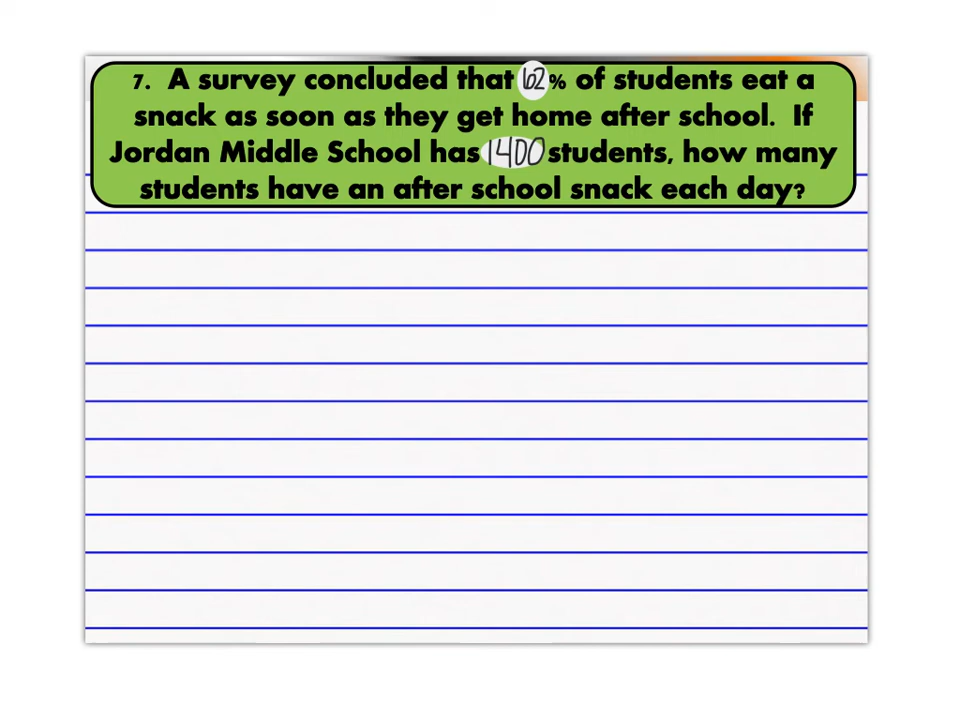 7. A survey concluded that 62% of students eat a
snack as soon as they get home after school. If
Jordan Middle School has 1400 students, how many
students have an after school snack each day?